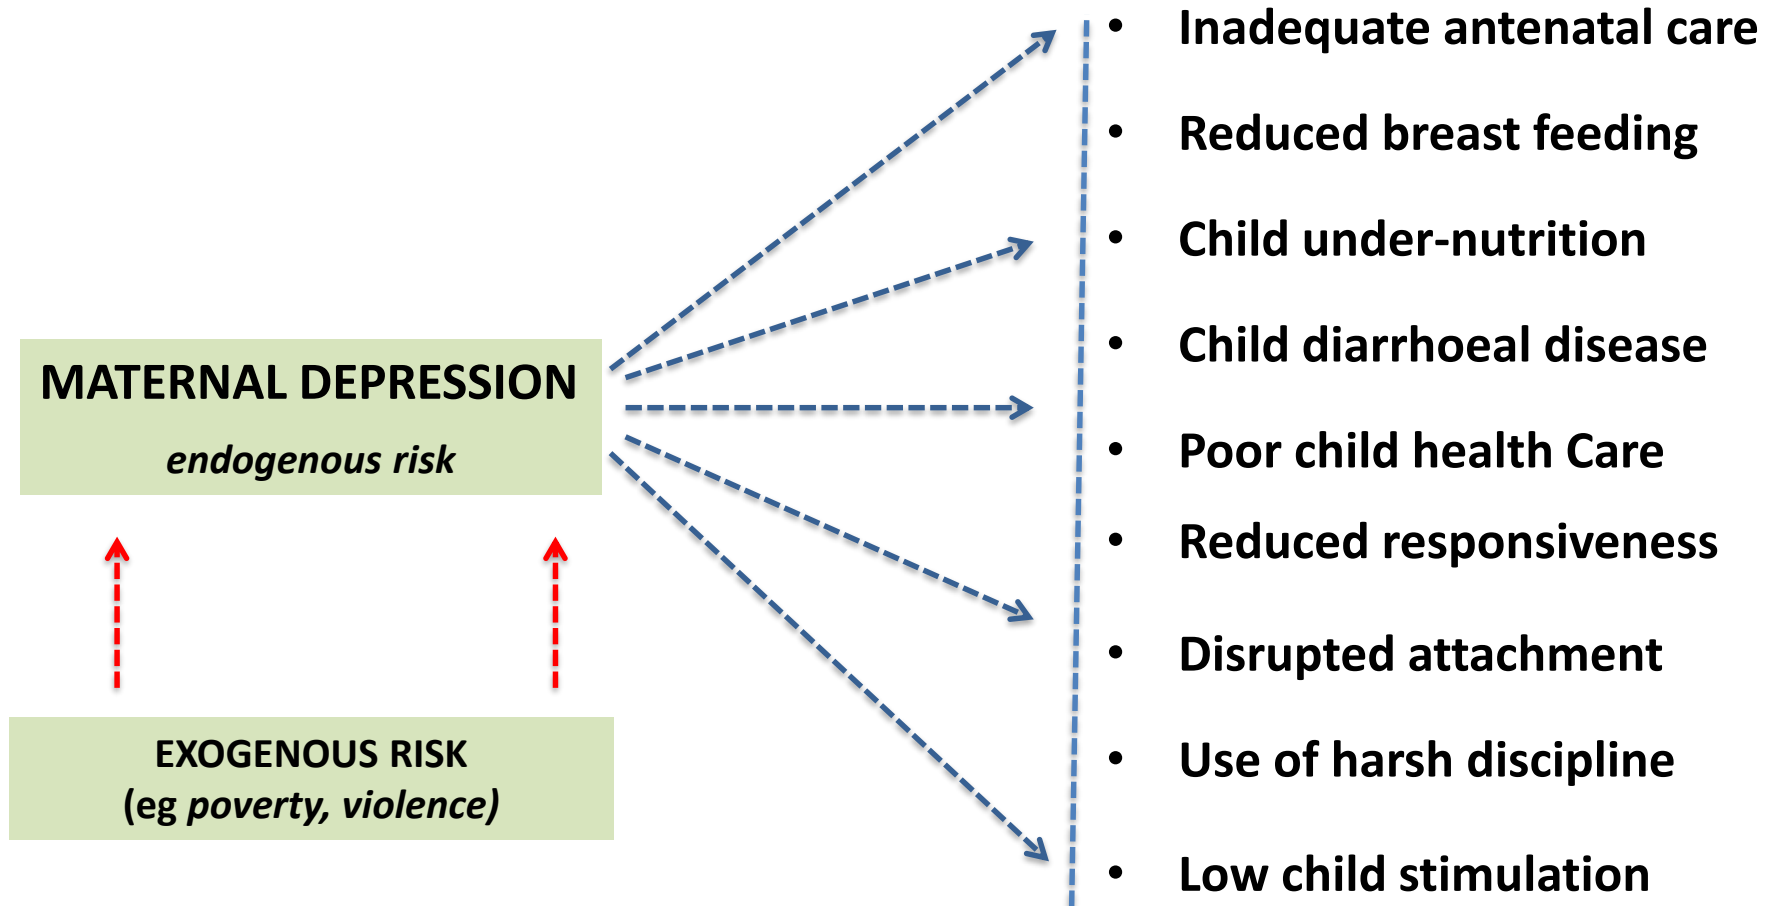 MATERNAL DEPRESSION
endogenous risk
EXOGENOUS RISK
(eg poverty, violence)
• Inadequate antenatal care
• Reduced breast feeding
• Child under-nutrition
• Child diarrhoeal disease
• Poor child health Care
• Reduced responsiveness
• Disrupted attachment
• Use of harsh discipline
• Low child stimulation